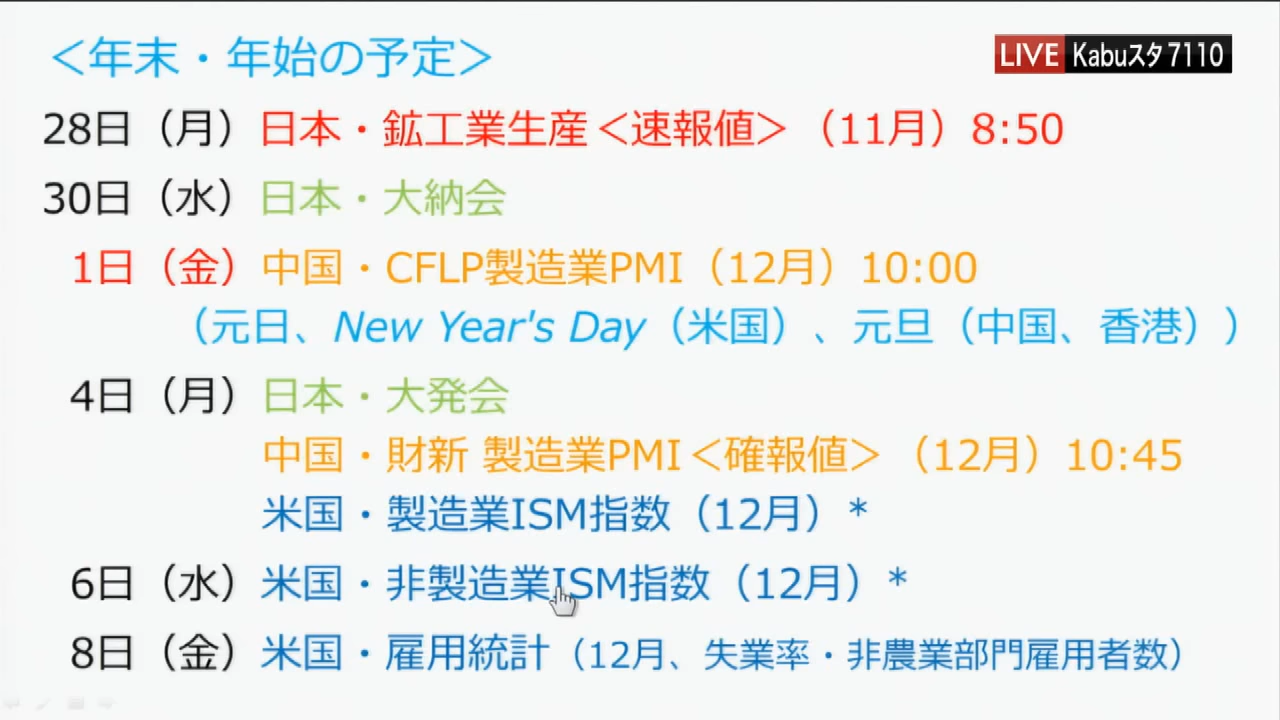 ＜年末・年始の予定＞
LIVE Kabuスタ7110
28日（月）日本・鉱工業生産＜速報値＞（11月）8:50
30日（水）日本・大納会
1日（金）中国・CFLP製造業PMI（12月）10:00
（元日、New Year's Day（米国）、元旦（中国、香港））
4日（月）日本・大発会
中国・財新 製造業PMI＜確報値＞（12月）10:45
米国・製造業ISM指数（12月）*
6日（水）米国・非製造業ISM指数（12月）*
8日（金）米国・雇用統計（12月、失業率・非農業部門雇用者数）